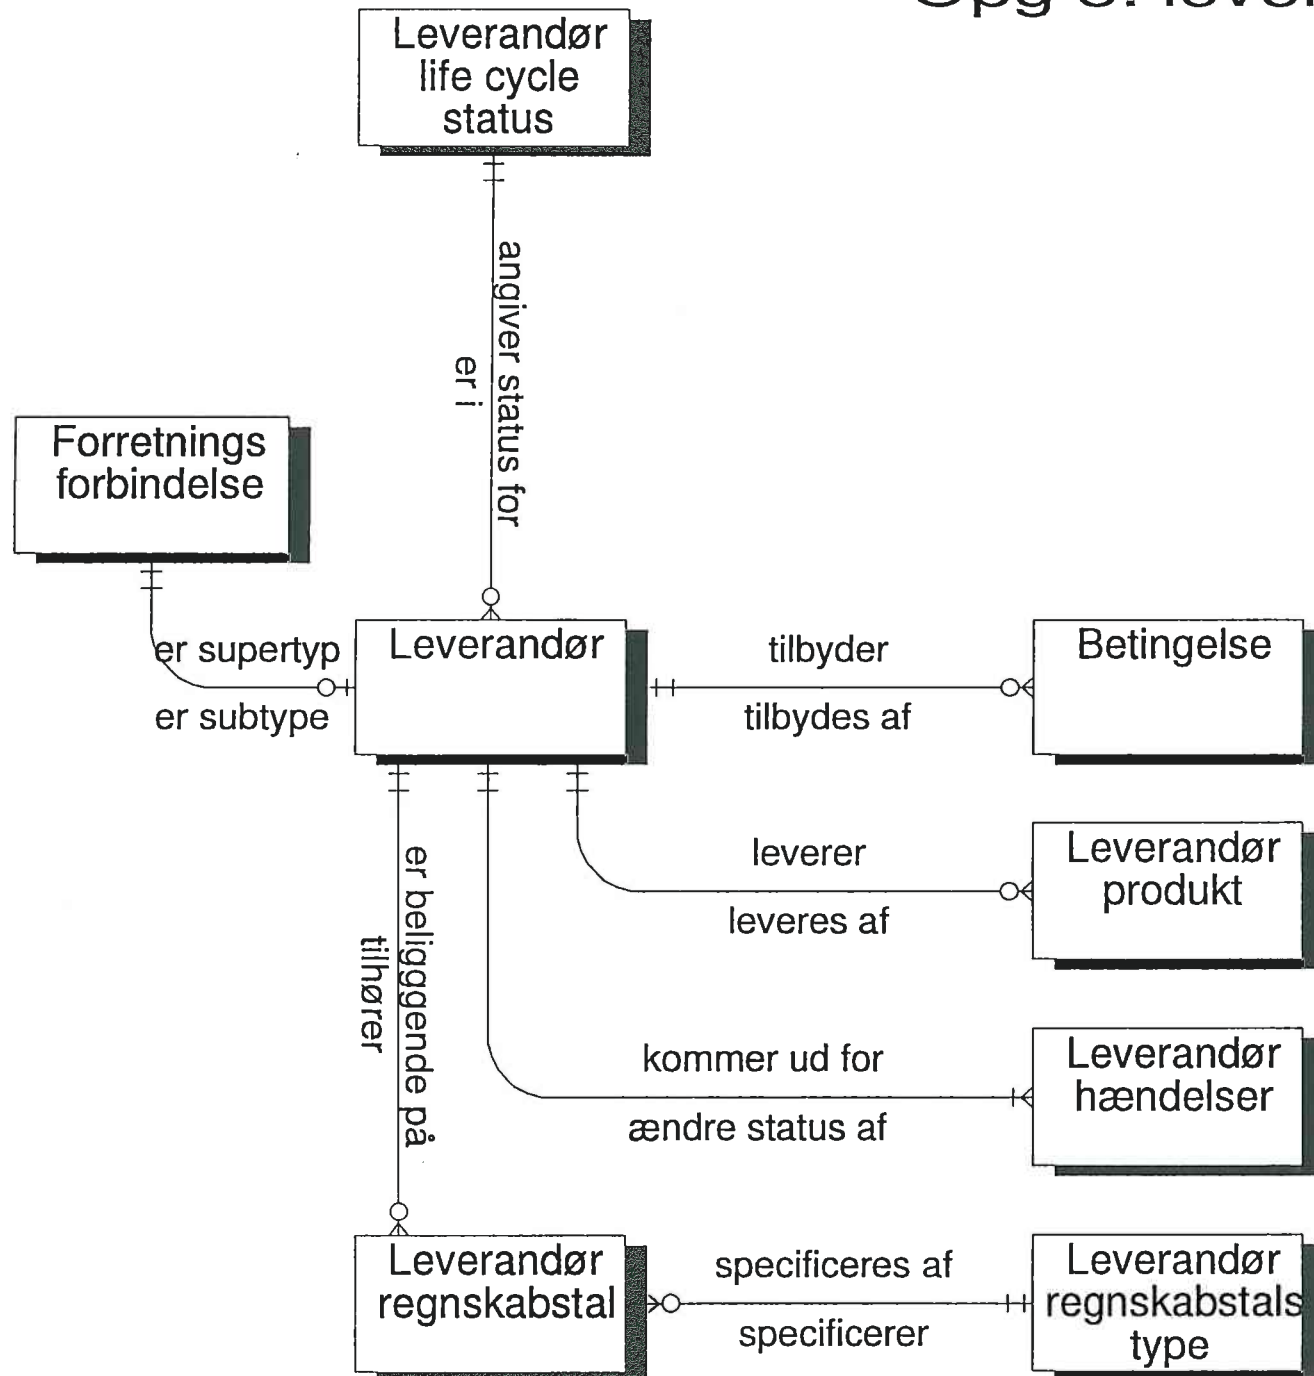 Leverandør
life cycle
status
angiver status for
er i
Forretnings
forbindelse
er supertyp
er subtype
Leverandør
tilbyder
tilbydes af
Betingelse
leverer
leveres af
Leverandør
produkt
er beliggende på
tilhører
kommer ud for
ændre status af
Leverandør
hændelser
Leverandør
regnskabstal
specificeres af
specificerer
Leverandør
regnskabstals
type